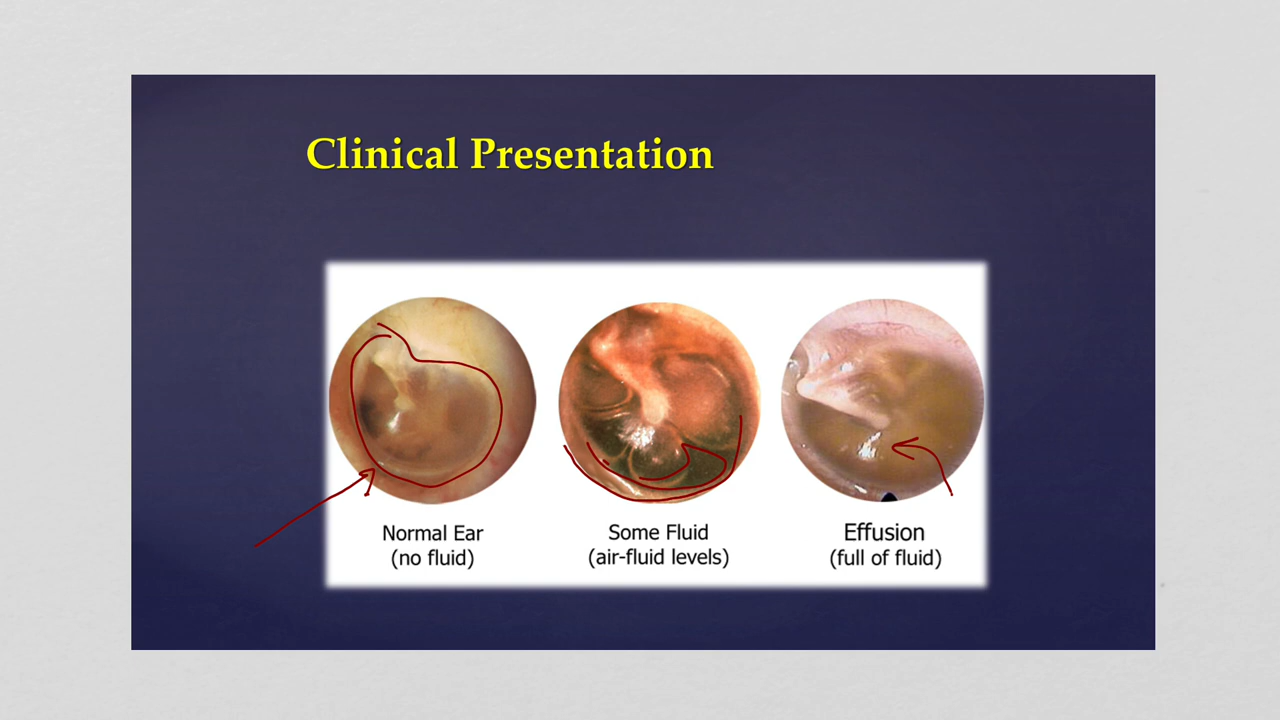 Clinical Presentation
Normal Ear
(no fluid)
Some Fluid
(air-fluid levels)
Effusion
(full of fluid)